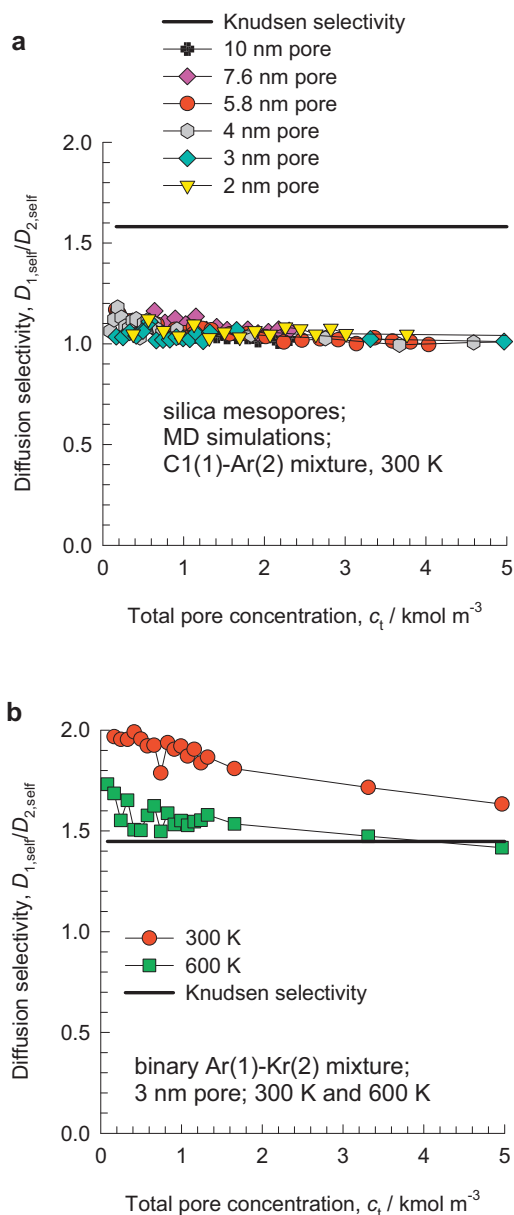 a
Knudsen selectivity
10 nm pore
7.6 nm pore
5.8 nm pore
4 nm pore
3 nm pore
2 nm pore
Diffusion selectivity, D1,self/D2,self
2.0
1.5
1.0
0.5
0.0
silica mesopores;
MD simulations;
C1(1)-Ar(2) mixture, 300 K
0 1 2 3 4 5
Total pore concentration, ct / kmol m-3
b
Diffusion selectivity, D1,self/D2,self
2.0
1.5
1.0
0.5
0.0
300 K
600 K
Knudsen selectivity
binary Ar(1)-Kr(2) mixture;
3 nm pore; 300 K and 600 K
0 1 2 3 4 5
Total pore concentration, ct / kmol m-3